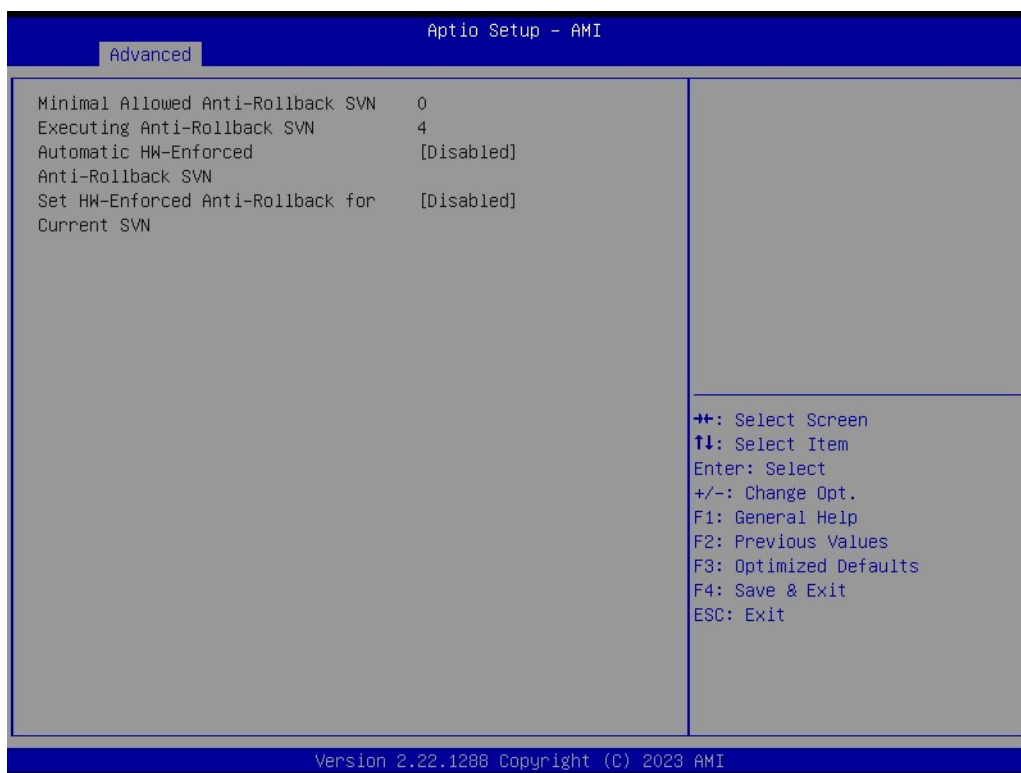 Aptio Setup – AMI
Advanced
Minimal Allowed Anti-Rollback SVN 0
Executing Anti-Rollback SVN 4
Automatic HW-Enforced [Disabled]
Anti-Rollback SVN
Set HW-Enforced Anti-Rollback for [Disabled]
Current SVN
→←: Select Screen
↑↓: Select Item
Enter: Select
+/-: Change Opt.
F1: General Help
F2: Previous Values
F3: Optimized Defaults
F4: Save & Exit
ESC: Exit
Version 2.22.1288 Copyright (C) 2023 AMI